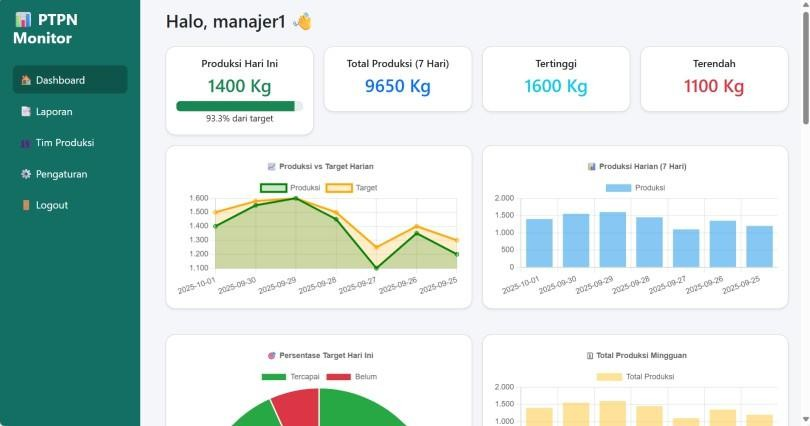 PTPN
Monitor
Dashboard
Laporan
Tim Produksi
Pengaturan
Logout
Halo, manajer1
Produksi Hari Ini
1400 Kg
93.3% dari target
Total Produksi (7 Hari)
9650 Kg
Tertinggi
1600 Kg
Terendah
1100 Kg
Produksi vs Target Harian
Produksi Target
1.600
1.500
1.400
1.300
1.200
1.100
2025-10-01 2025-09-30 2025-09-29 2025-09-28 2025-09-27 2025-09-26 2025-09-25
Produksi Harian (7 Hari)
Produksi
2.000
1.500
1.000
500
0
2025-10-01 2025-09-30 2025-09-29 2025-09-28 2025-09-27 2025-09-26 2025-09-25
Persentase Target Hari Ini
Tercapai Belum
Total Produksi Mingguan
Total Produksi
2.000
1.500
1.000